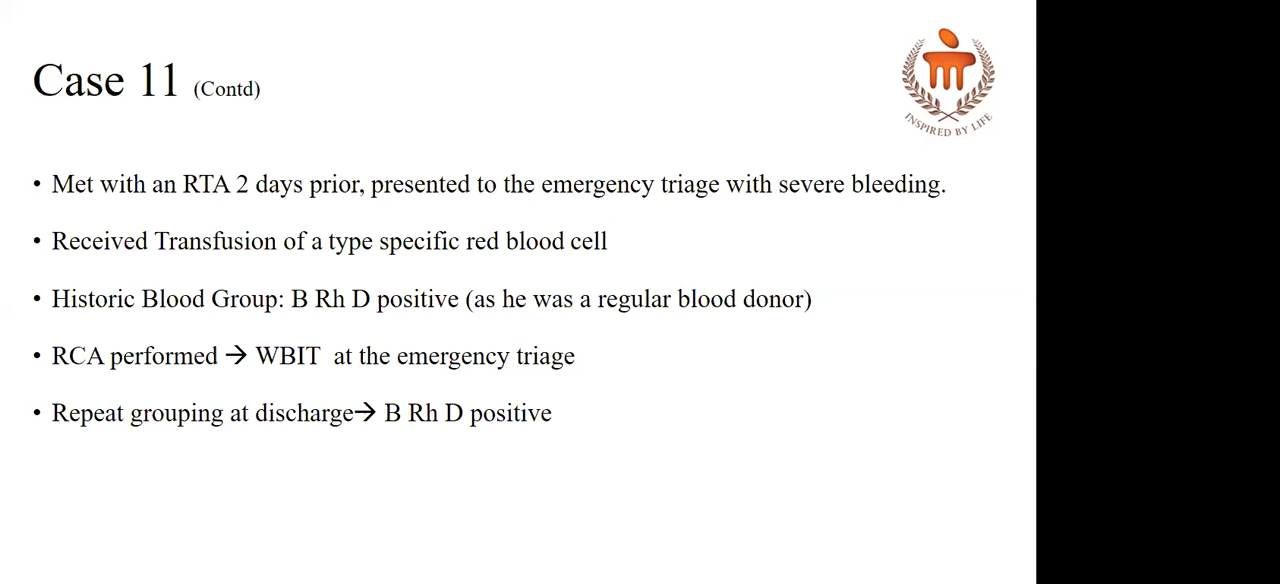 Case 11 (Contd)
INSPIRED BY LIFE
• Met with an RTA 2 days prior, presented to the emergency triage with severe bleeding.
• Received Transfusion of a type specific red blood cell
• Historic Blood Group: B Rh D positive (as he was a regular blood donor)
• RCA performed → WBIT at the emergency triage
• Repeat grouping at discharge→ B Rh D positive